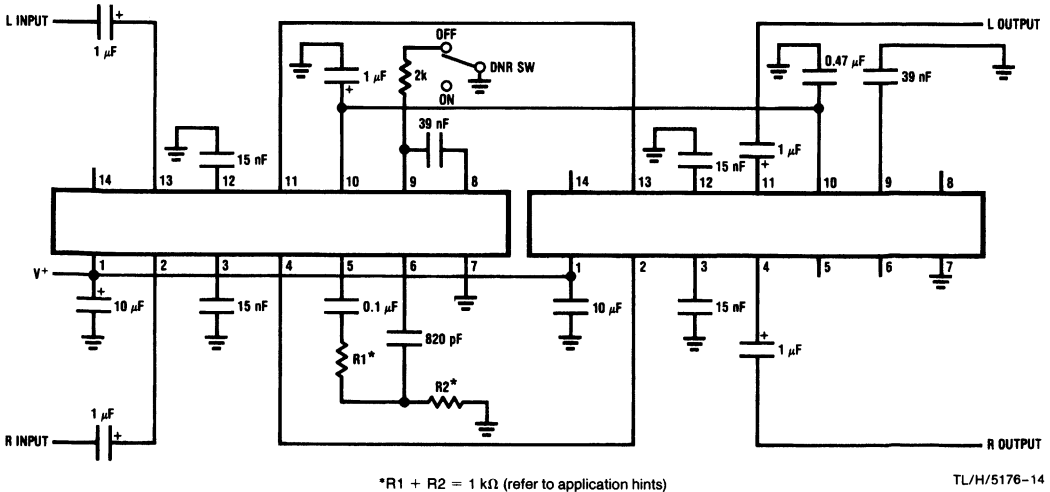 L INPUT
1 µF
+
1 µF
+
OFF
2k
DNR SW
ON
39 nF
L OUTPUT
0.47 µF
39 nF
15 nF
15 nF
1 µF
+
14 13 12 11 10 9 8
14 13 12 11 10 9 8
V+
1 2 3 4 5 6 7
1 2 3 4 5 6 7
+
10 µF
15 nF
0.1 µF
10 µF
15 nF
820 pF
+
1 µF
R1*
R2*
1 µF
R INPUT
+
R OUTPUT
*R1 + R2 = 1 kΩ (refer to application hints)
TL/H/5176–14